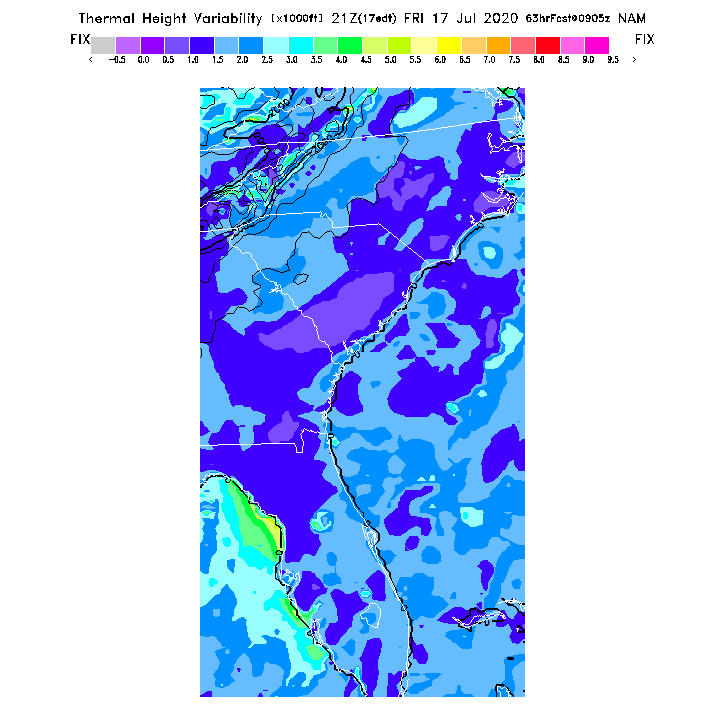 Thermal Height Variability [x1000ft] 21Z(17edt) FRI 17 Jul 2020 63hrFcst@0905z NAM
FIX FIX
< -0.5 0.0 0.5 1.0 1.5 2.0 2.5 3.0 3.5 4.0 4.5 5.0 5.5 6.0 6.5 7.0 7.5 8.0 8.5 9.0 9.5 >